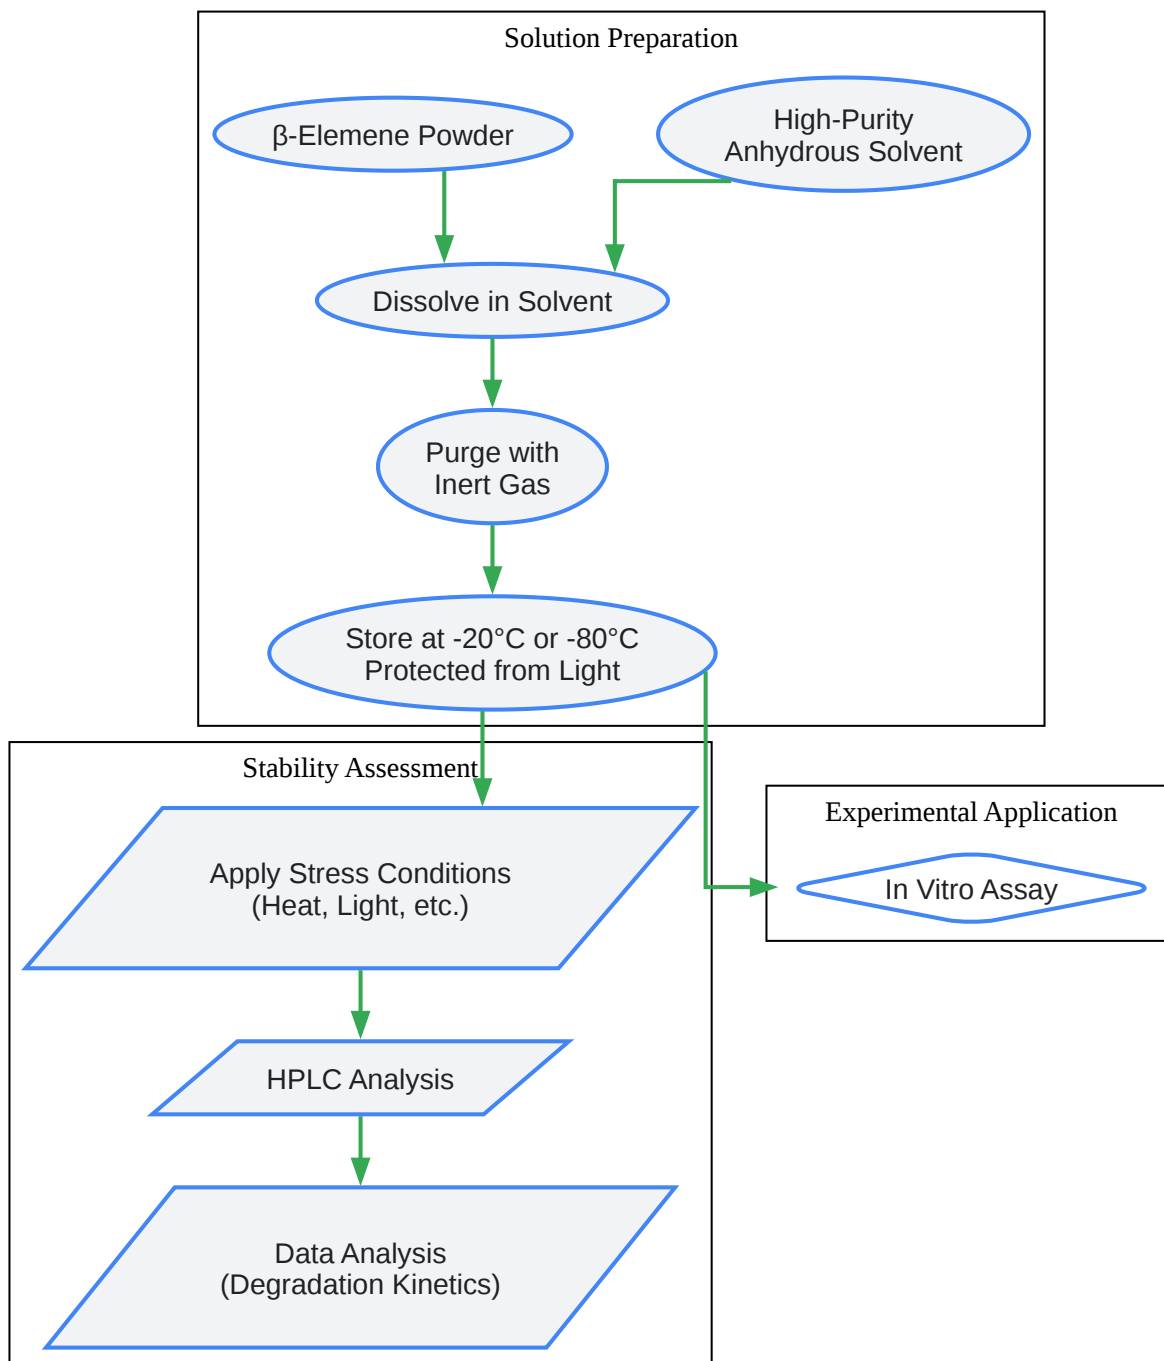 Solution Preparation
β-Elemene Powder
High-Purity
Anhydrous Solvent
Dissolve in Solvent
Purge with
Inert Gas
Store at -20°C or -80°C
Protected from Light
Stability Assessment
Apply Stress Conditions
(Heat, Light, etc.)
HPLC Analysis
Data Analysis
(Degradation Kinetics)
Experimental Application
In Vitro Assay